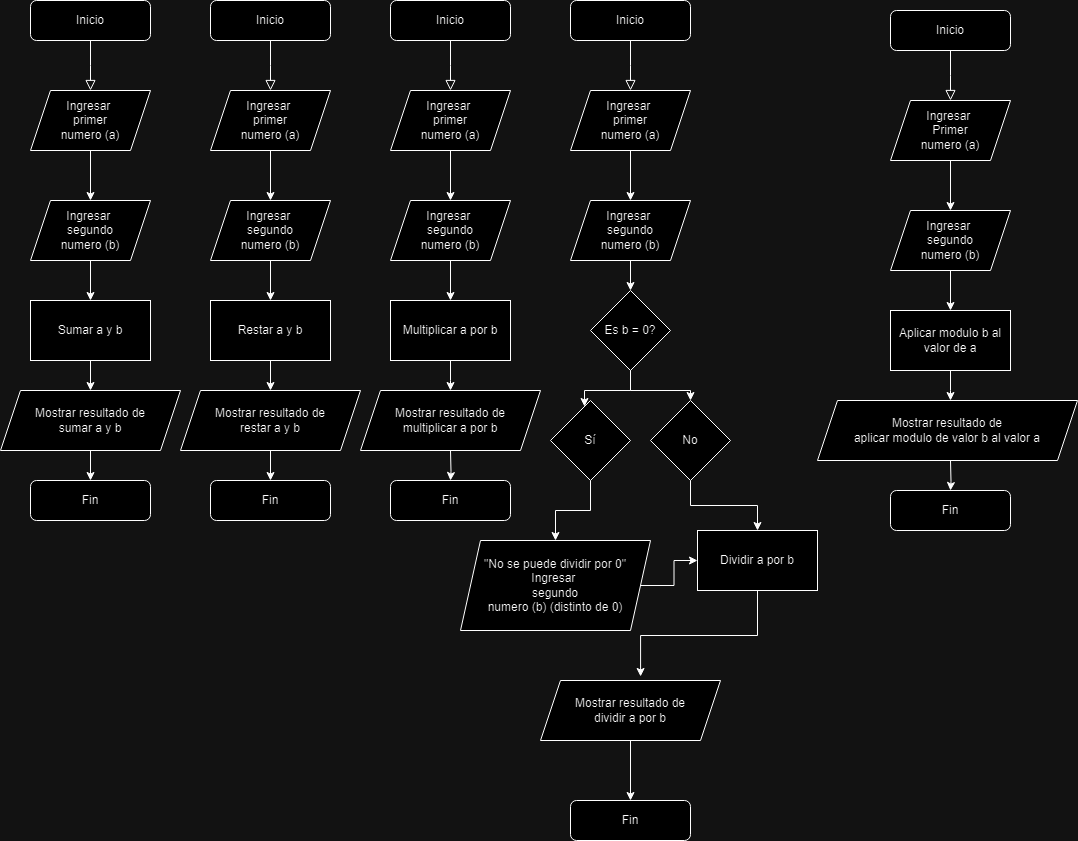 Inicio
Ingresar
primer
numero (a)
Ingresar
segundo
numero (b)
Sumar a y b
Mostrar resultado de
sumar a y b
Fin
Inicio
Ingresar
primer
numero (a)
Ingresar
segundo
numero (b)
Restar a y b
Mostrar resultado de
restar a y b
Fin
Inicio
Ingresar
primer
numero (a)
Ingresar
segundo
numero (b)
Multiplicar a por b
Mostrar resultado de
multiplicar a por b
Fin
Inicio
Ingresar
primer
numero (a)
Ingresar
segundo
numero (b)
Es b = 0?
Sí
No
"No se puede dividir por 0"
Ingresar
segundo
numero (b) (distinto de 0)
Dividir a por b
Mostrar resultado de
dividir a por b
Fin
Inicio
Ingresar
Primer
numero (a)
Ingresar
segundo
numero (b)
Aplicar modulo b al
valor de a
Mostrar resultado de
aplicar modulo de valor b al valor a
Fin